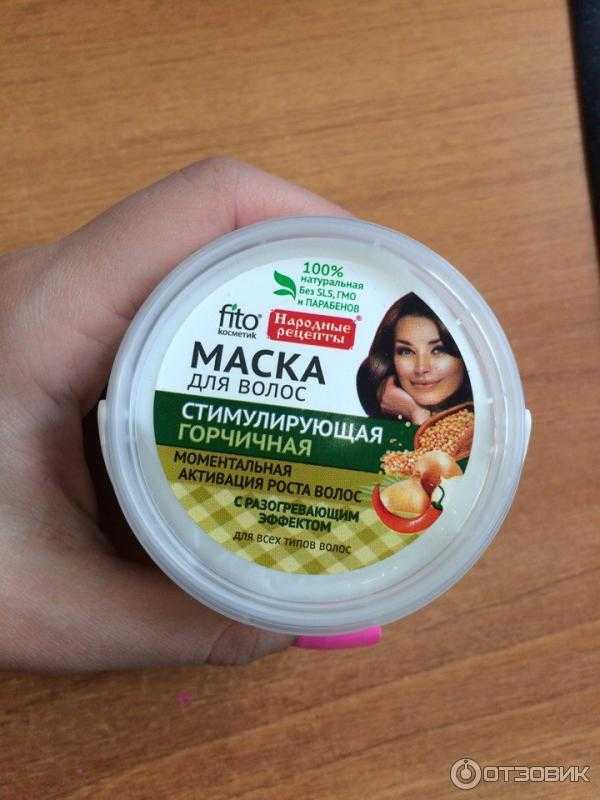 100%
натуральная
Без SLS, ГМО
и ПАРАБЕНОВ
fito
косметик
Народные
рецепты®
МАСКА
ДЛЯ ВОЛОС
СТИМУЛИРУЮЩАЯ
ГОРЧИЧНАЯ
МОМЕНТАЛЬНАЯ
АКТИВАЦИЯ РОСТА ВОЛОС
С РАЗОГРЕВАЮЩИМ
ЭФФЕКТОМ
для всех типов волос
ОТЗОВИК